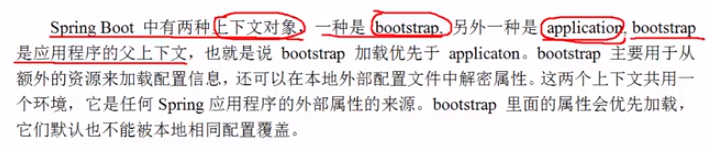 Spring Boot 中有两种上下文对象，一种是 bootstrap, 另外一种是 application, bootstrap
是应用程序的父上下文，也就是说 bootstrap 加载优先于 applicaton。bootstrap 主要用于从
额外的资源来加载配置信息，还可以在本地外部配置文件中解密属性。这两个上下文共用一
个环境，它是任何 Spring 应用程序的外部属性的来源。bootstrap 里面的属性会优先加载，
它们默认也不能被本地相同配置覆盖。